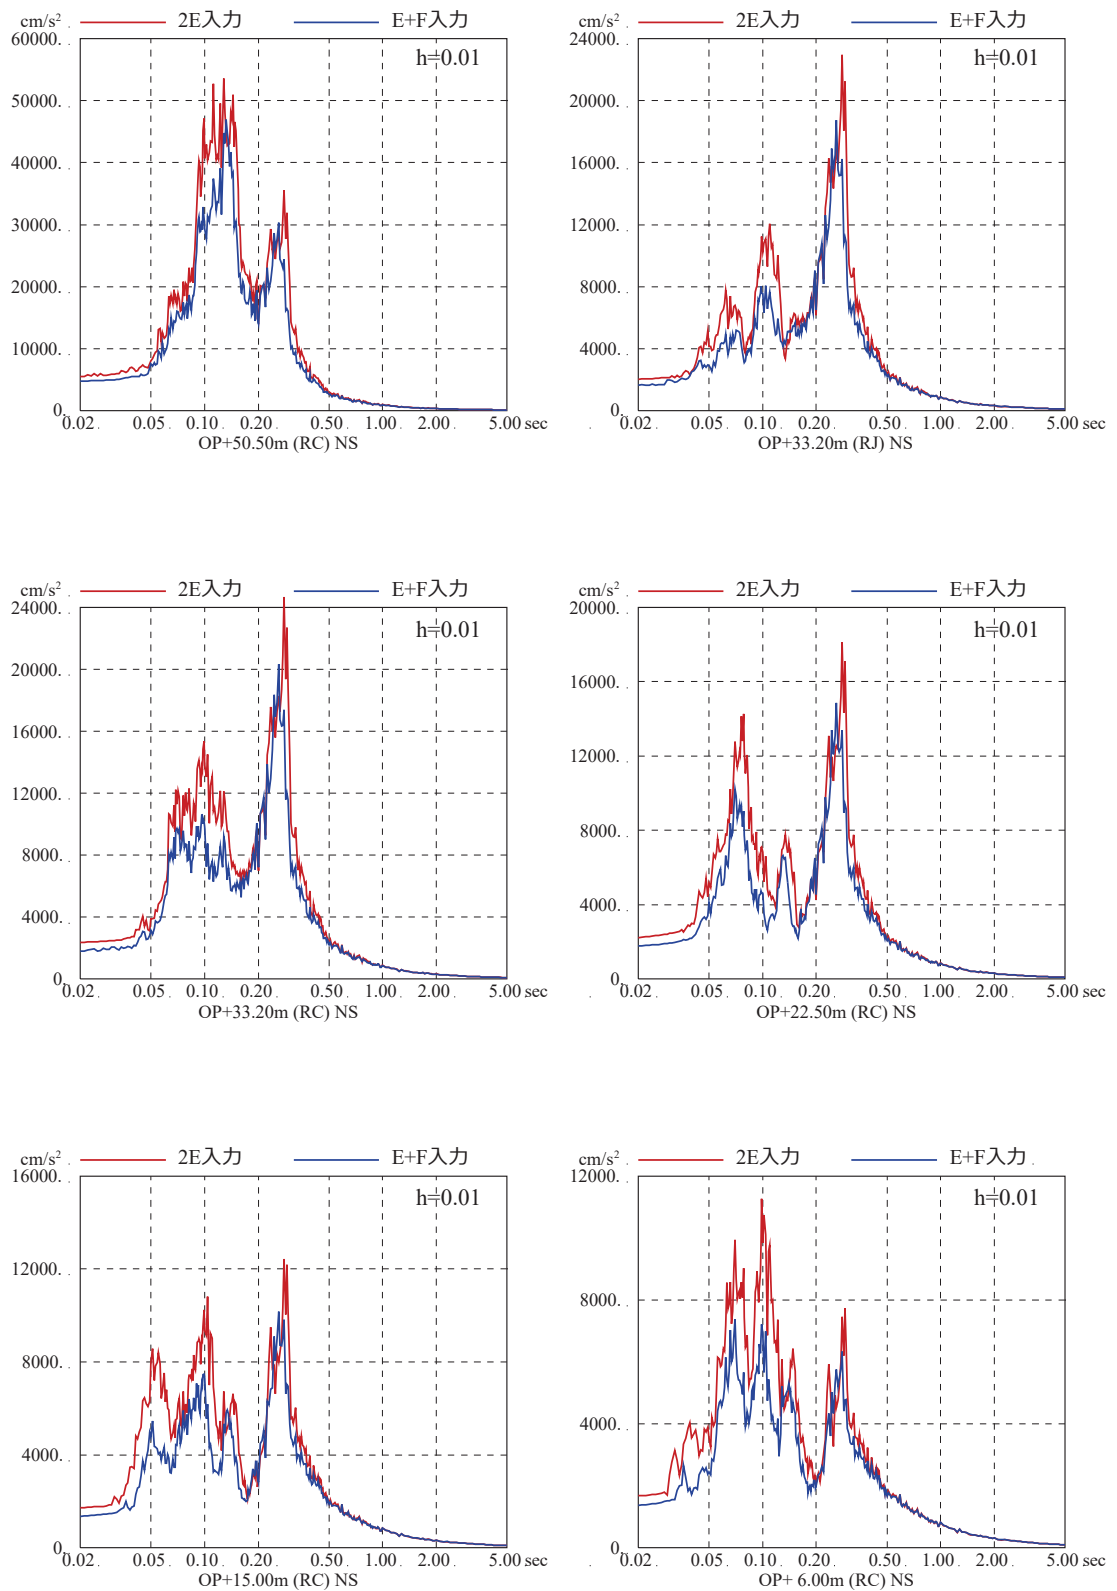 cm/s² 2E入力 E+F入力
60000.
h=0.01
50000.
40000.
30000.
20000.
10000.
0.
0.02 0.05 0.10 0.20 0.50 1.00 2.00 5.00 sec
OP+50.50m (RC) NS
cm/s² 2E入力 E+F入力
24000.
h=0.01
20000.
16000.
12000.
8000.
4000.
0.
0.02 0.05 0.10 0.20 0.50 1.00 2.00 5.00 sec
OP+33.20m (RJ) NS
cm/s² 2E入力 E+F入力
24000.
h=0.01
20000.
16000.
12000.
8000.
4000.
0.
0.02 0.05 0.10 0.20 0.50 1.00 2.00 5.00 sec
OP+33.20m (RC) NS
cm/s² 2E入力 E+F入力
20000.
h=0.01
16000.
12000.
8000.
4000.
0.
0.02 0.05 0.10 0.20 0.50 1.00 2.00 5.00 sec
OP+22.50m (RC) NS
cm/s² 2E入力 E+F入力
16000.
h=0.01
12000.
8000.
4000.
0.
0.02 0.05 0.10 0.20 0.50 1.00 2.00 5.00 sec
OP+15.00m (RC) NS
cm/s² 2E入力 E+F入力
12000.
h=0.01
8000.
4000.
0.
0.02 0.05 0.10 0.20 0.50 1.00 2.00 5.00 sec
OP+ 6.00m (RC) NS